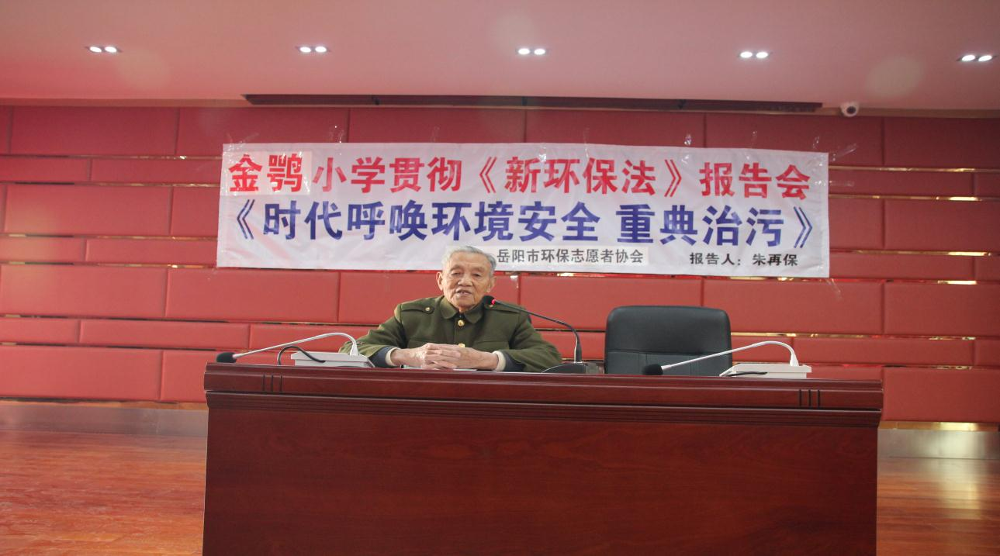 金鹗小学贯彻《新环保法》报告会
《时代呼唤环境安全 重典治污》
岳阳市环保志愿者协会 报告人：朱再保